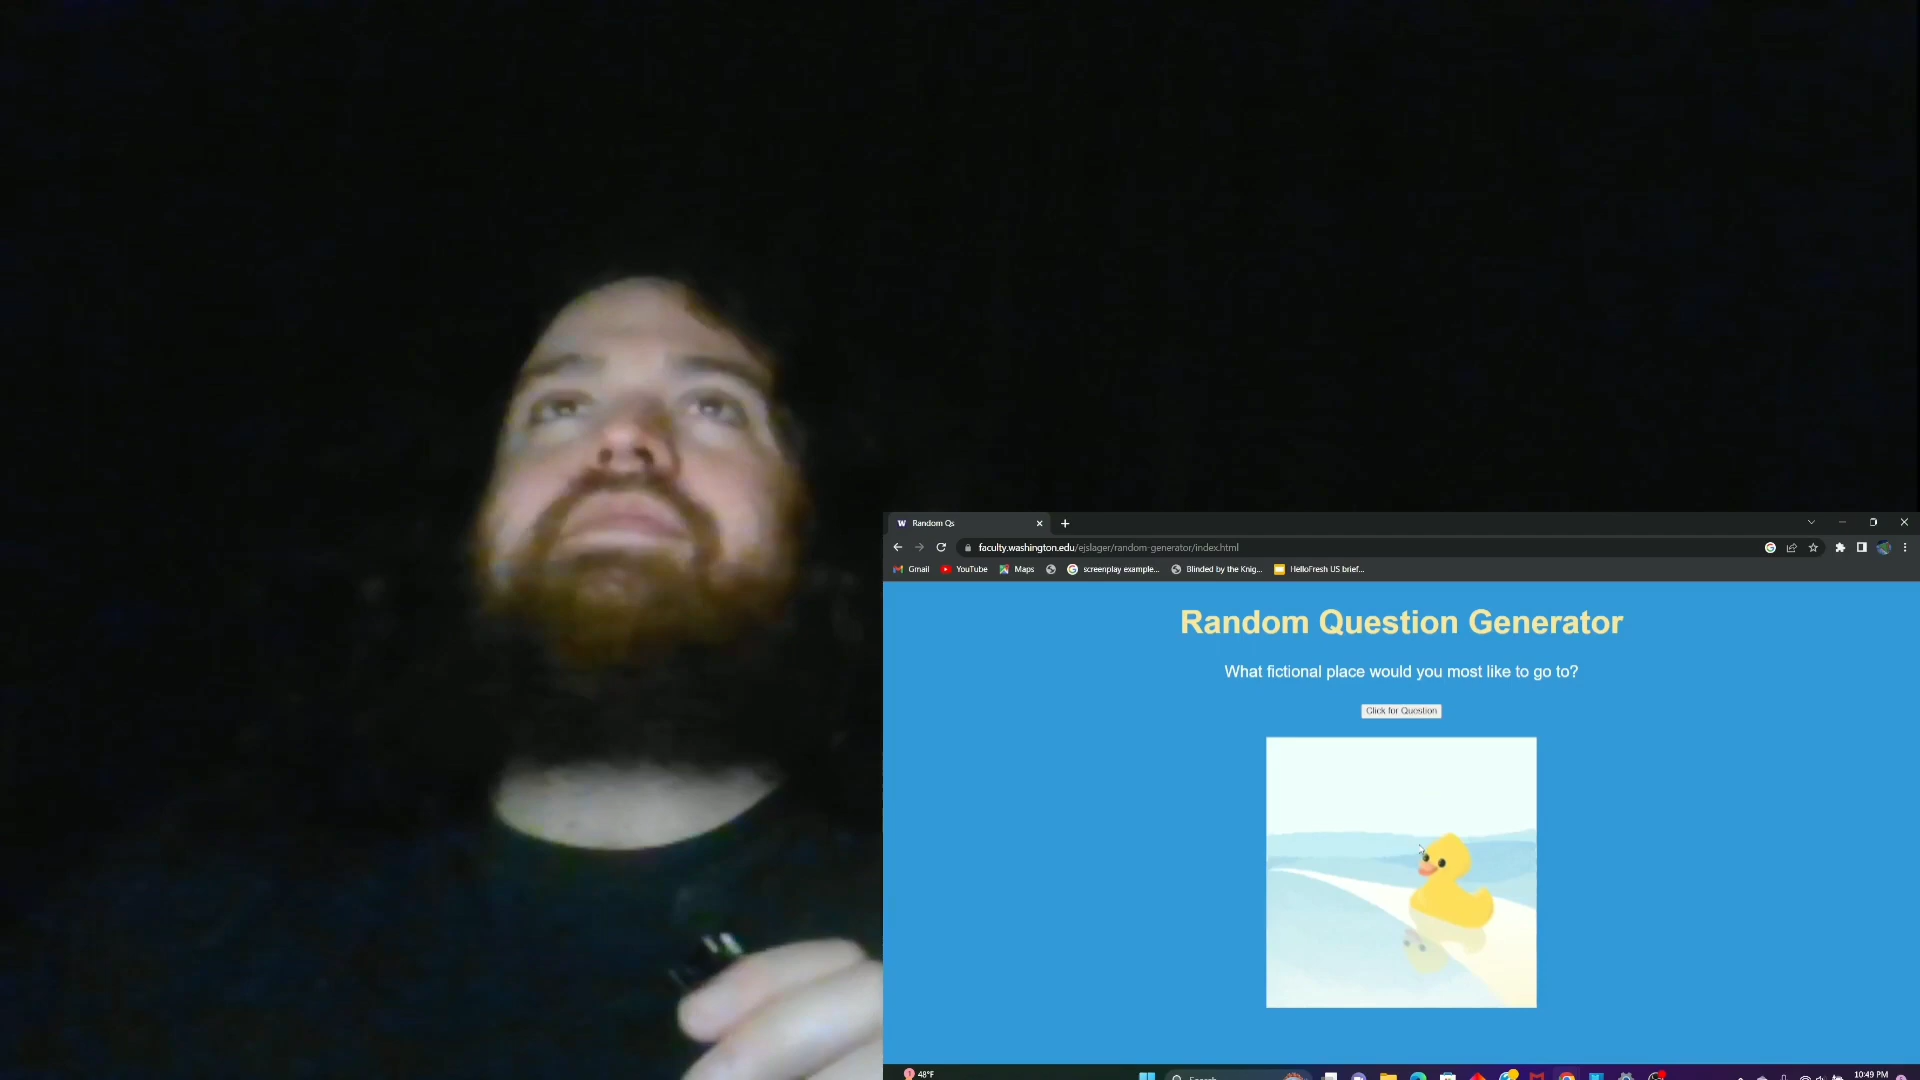 Random Qs
faculty.washington.edu/ejslager/random-generator/index.html
Gmail YouTube Maps screenplay example... Blinded by the Knig... HelloFresh US brief...
Random Question Generator
What fictional place would you most like to go to?
Click for Question
48°F
Search
10:49 PM